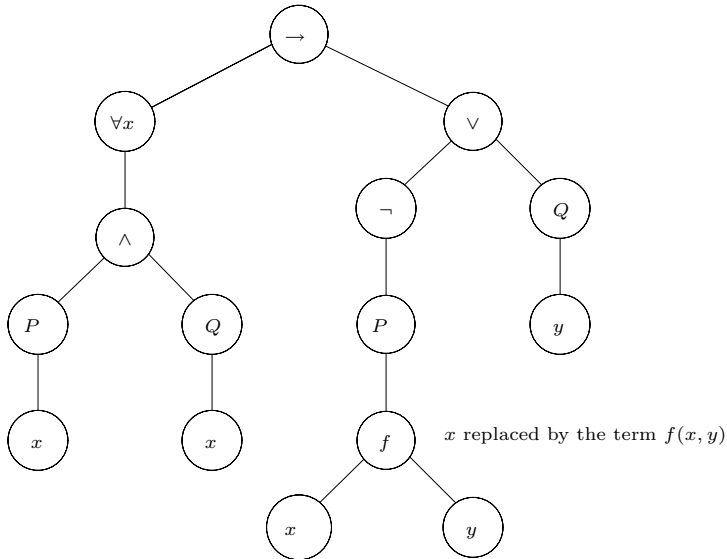 →
∀x ∨
¬ Q
∧
P Q P y
x x f x replaced by the term f(x, y)
x y